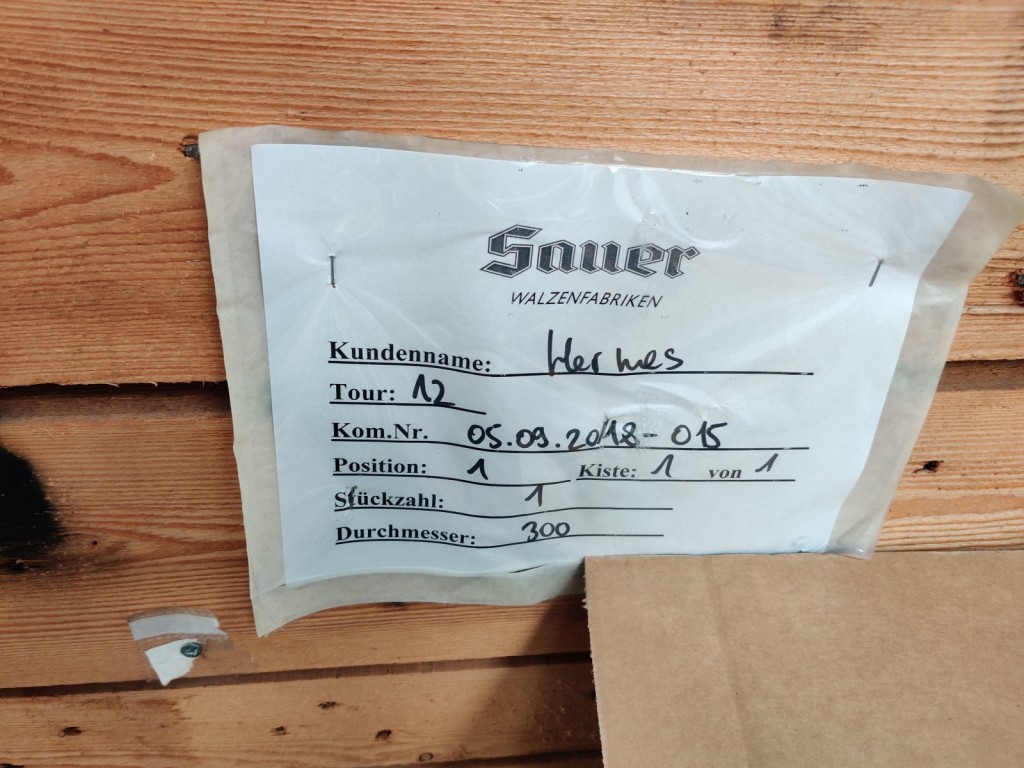 Sauer
WALZENFABRIKEN
Kundenname: Hermes
Tour: 12
Kom.Nr. 05.09.2018-015
Position: 1 Kiste: 1 von 1
Stückzahl: 1
Durchmesser: 300